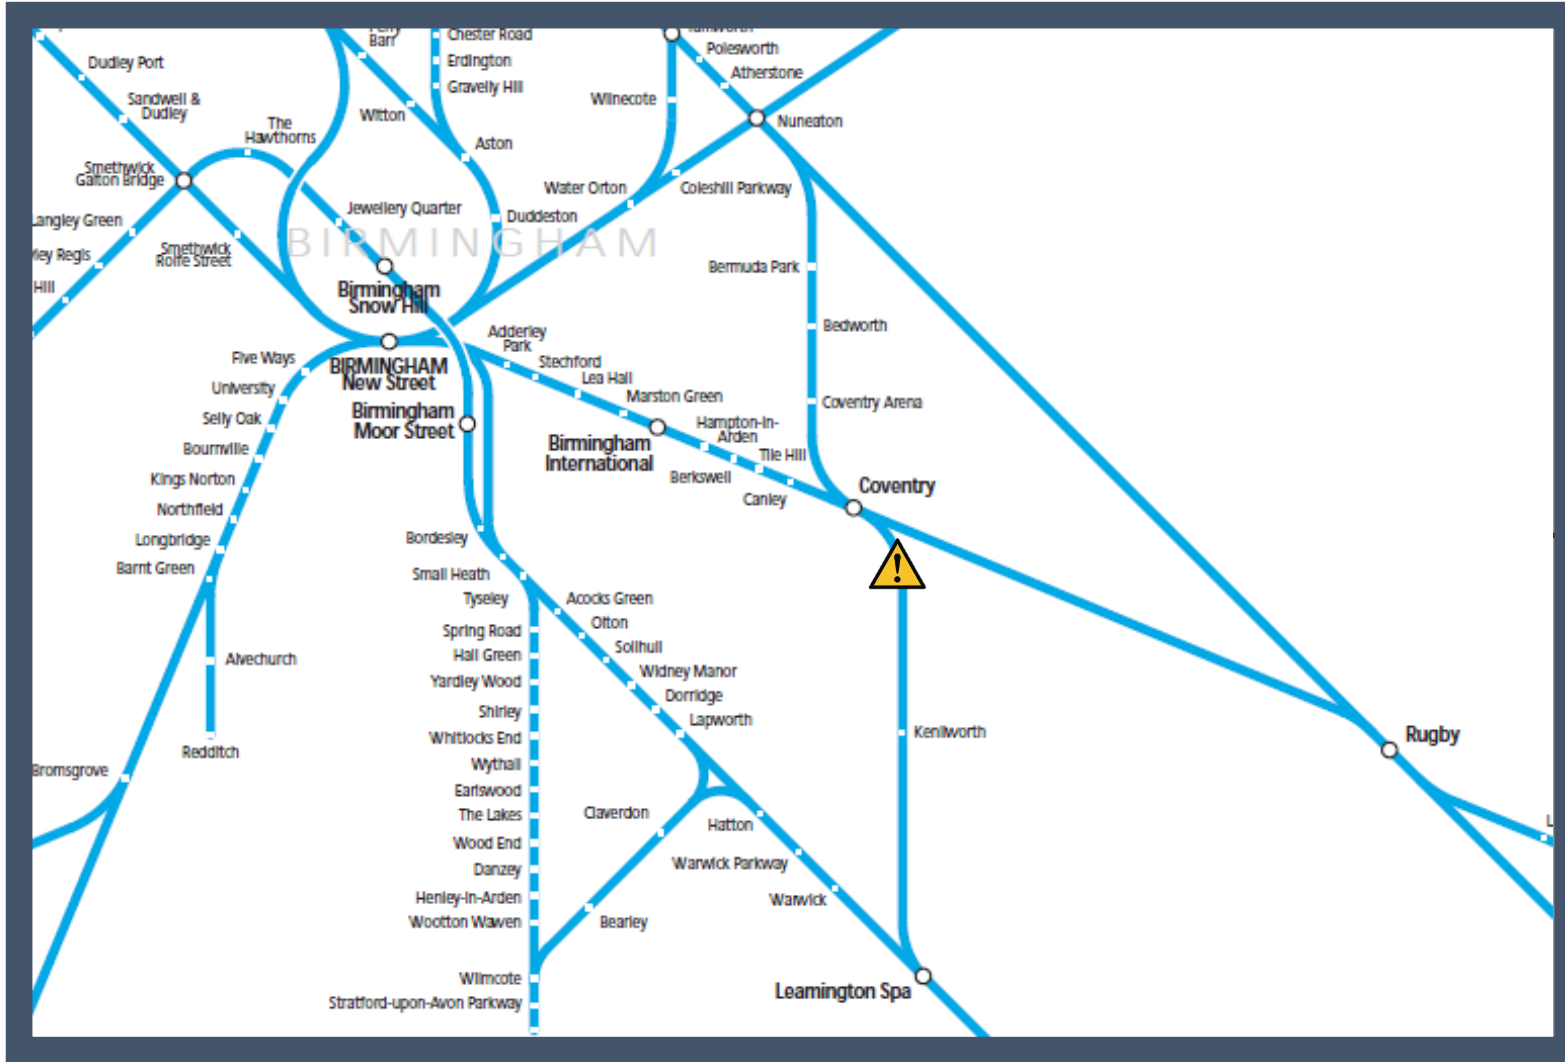 Barr
Chester Road
Polesworth
Dudley Port
Erdington
Atherstone
Gravelly Hill
Sandwell &
Dudley
Wilnecote
Witton
Nuneaton
The
Hawthorns
Aston
Smethwick
Galton Bridge
Water Orton
Coleshill Parkway
Jewellery Quarter
Duddeston
Langley Green
BIRMINGHAM
Smethwick
Rolfe Street
ley Regis
Bermuda Park
Hill
Birmingham
Snow Hill
Bedworth
Adderley
Park
Five Ways
BIRMINGHAM
New Street
Stechford
Lea Hall
University
Marston Green
Coventry Arena
Birmingham
Moor Street
Selly Oak
Hampton-in-
Arden
Bournville
Birmingham
International
Tile Hill
Kings Norton
Berkswell
Coventry
Canley
Northfield
Longbridge
Bordesley
Barnt Green
Small Heath
!
Tyseley
Acocks Green
Olton
Spring Road
Solihull
Hall Green
Alvechurch
Widney Manor
Yardley Wood
Dorridge
Shirley
Lapworth
Whitlocks End
Kenilworth
Rugby
Redditch
Wythall
Bromsgrove
Earlswood
The Lakes
Claverdon
Hatton
Wood End
Warwick Parkway
Danzey
Henley-in-Arden
Warwick
Wootton Wawen
Bearley
Wilmcote
Leamington Spa
Stratford-upon-Avon Parkway